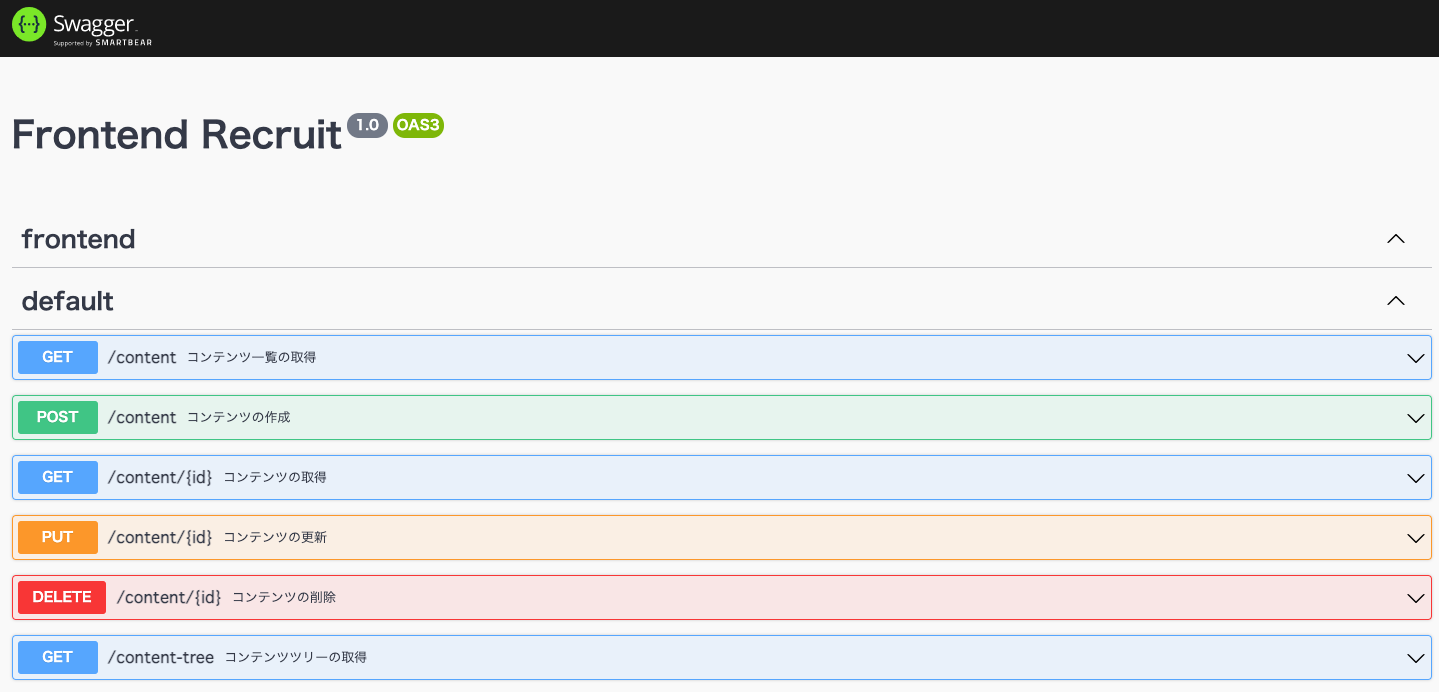 Swagger
Supported by SMARTBEAR
Frontend Recruit 1.0 OAS3
frontend
default
GET /content コンテンツ一覧の取得
POST /content コンテンツの作成
GET /content/{id} コンテンツの取得
PUT /content/{id} コンテンツの更新
DELETE /content/{id} コンテンツの削除
GET /content-tree コンテンツツリーの取得